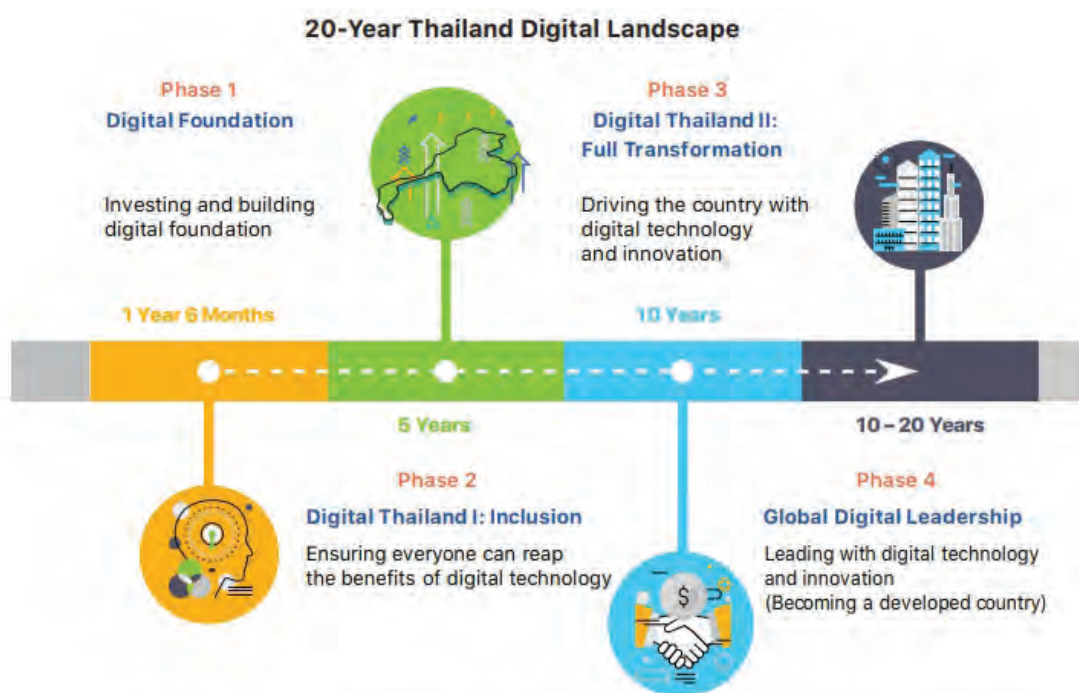 20-Year Thailand Digital Landscape
Phase 1
Digital Foundation
Investing and building
digital foundation
1 Year 6 Months
Phase 3
Digital Thailand II:
Full Transformation
Driving the country with
digital technology
and innovation
10 Years
5 Years
Phase 2
Digital Thailand I: Inclusion
Ensuring everyone can reap
the benefits of digital technology
$
10 – 20 Years
Phase 4
Global Digital Leadership
Leading with digital technology
and innovation
(Becoming a developed country)